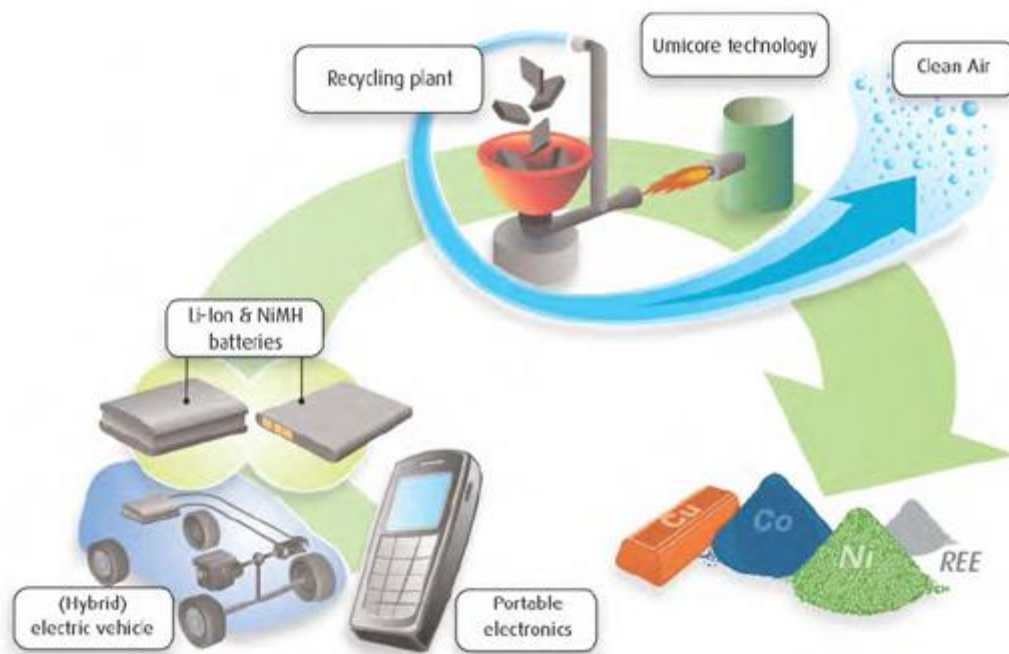 Umicore technology
Clean Air
Recycling plant
Li-Ion & NiMH
batteries
Cu
Co
Ni
REE
(Hybrid)
electric vehicle
Portable
electronics